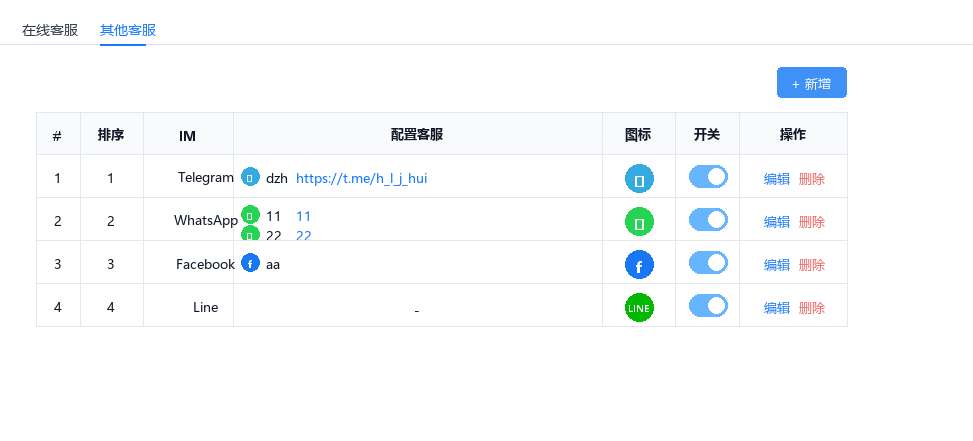 在线客服 其他客服
+ 新增
# 排序 IM 配置客服 图标 开关 操作
1 1 Telegram dzh https://t.me/h_l_j_hui 编辑 删除
2 2 WhatsApp 11 11 编辑 删除
22 22
3 3 Facebook aa 编辑 删除
4 4 Line - LINE 编辑 删除